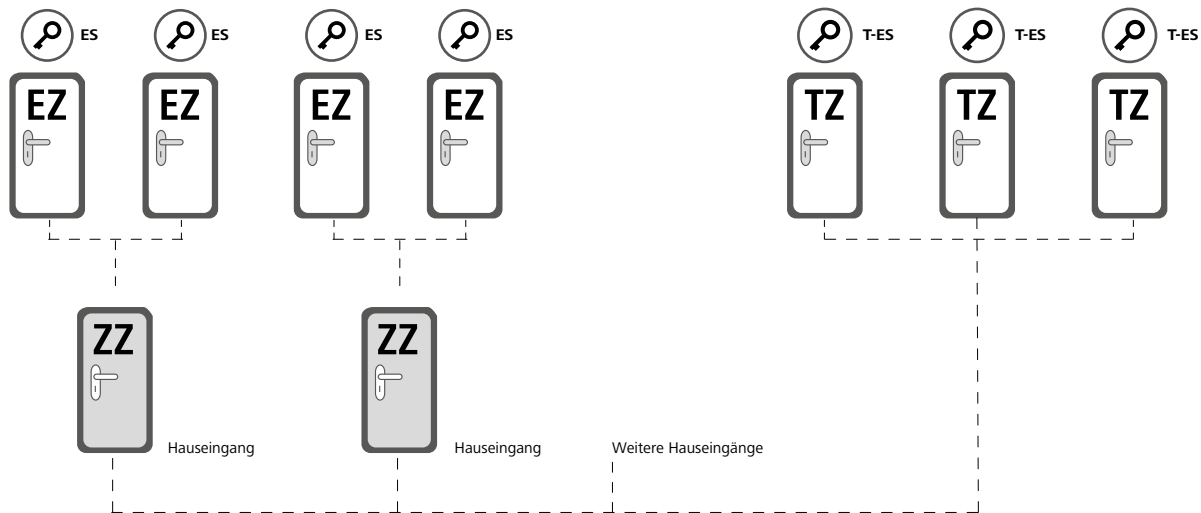 ES ES ES ES T-ES T-ES T-ES
EZ EZ EZ EZ TZ TZ TZ
ZZ ZZ
Hauseingang Hauseingang Weitere Hauseingänge